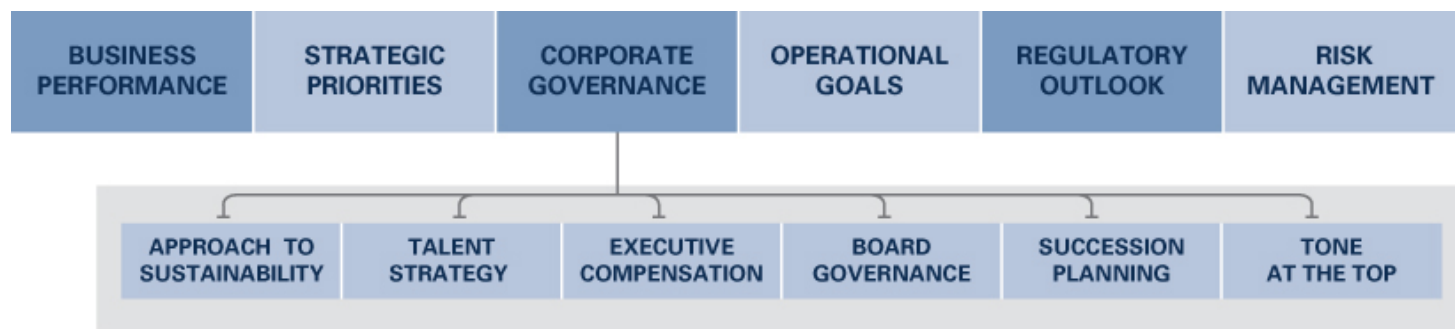 BUSINESS PERFORMANCE
STRATEGIC PRIORITIES
CORPORATE GOVERNANCE
OPERATIONAL GOALS
REGULATORY OUTLOOK
RISK MANAGEMENT
APPROACH TO SUSTAINABILITY
TALENT STRATEGY
EXECUTIVE COMPENSATION
BOARD GOVERNANCE
SUCCESSION PLANNING
TONE AT THE TOP